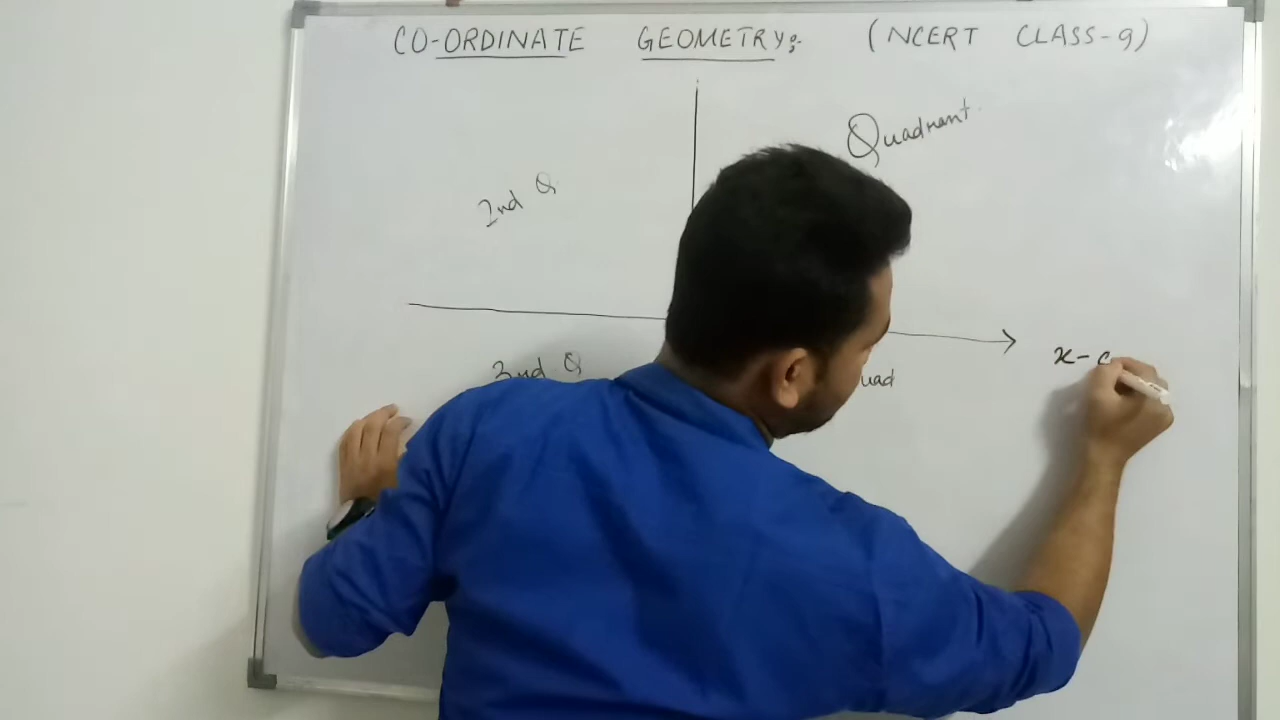 CO-ORDINATE GEOMETRY:- (NCERT CLASS-9)
Quadrant
2nd Q
x-
3rd Q
uad